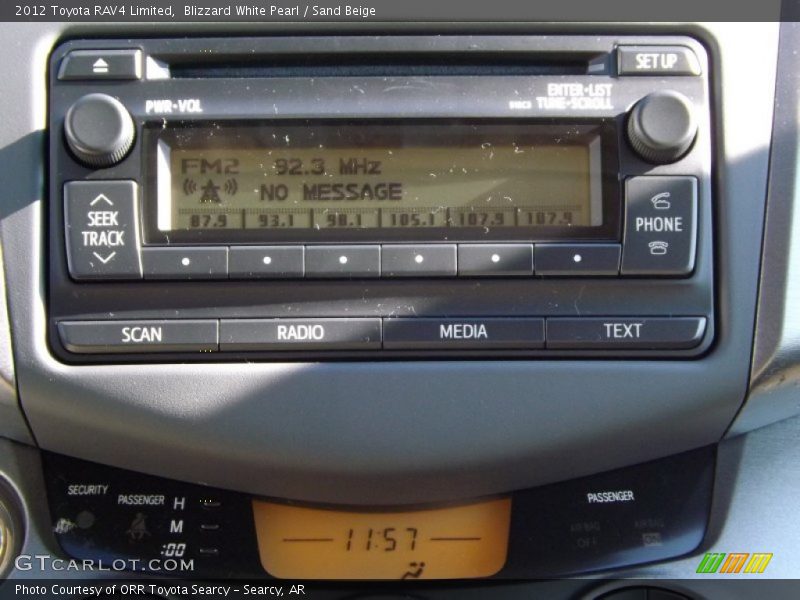 2012 Toyota RAV4 Limited,  Blizzard White Pearl / Sand Beige
SET UP
PWR•VOL
ENTER•LIST
TUNE•SCROLL
FM2 92.3 MHz
NO MESSAGE
87.9 93.1 98.1 105.1 107.9 107.9
SEEK
TRACK
PHONE
SCAN RADIO MEDIA TEXT
SECURITY
PASSENGER
H
M
:00
PASSENGER
11:57
GTCARLOT.COM
Photo Courtesy of ORR Toyota Searcy – Searcy, AR